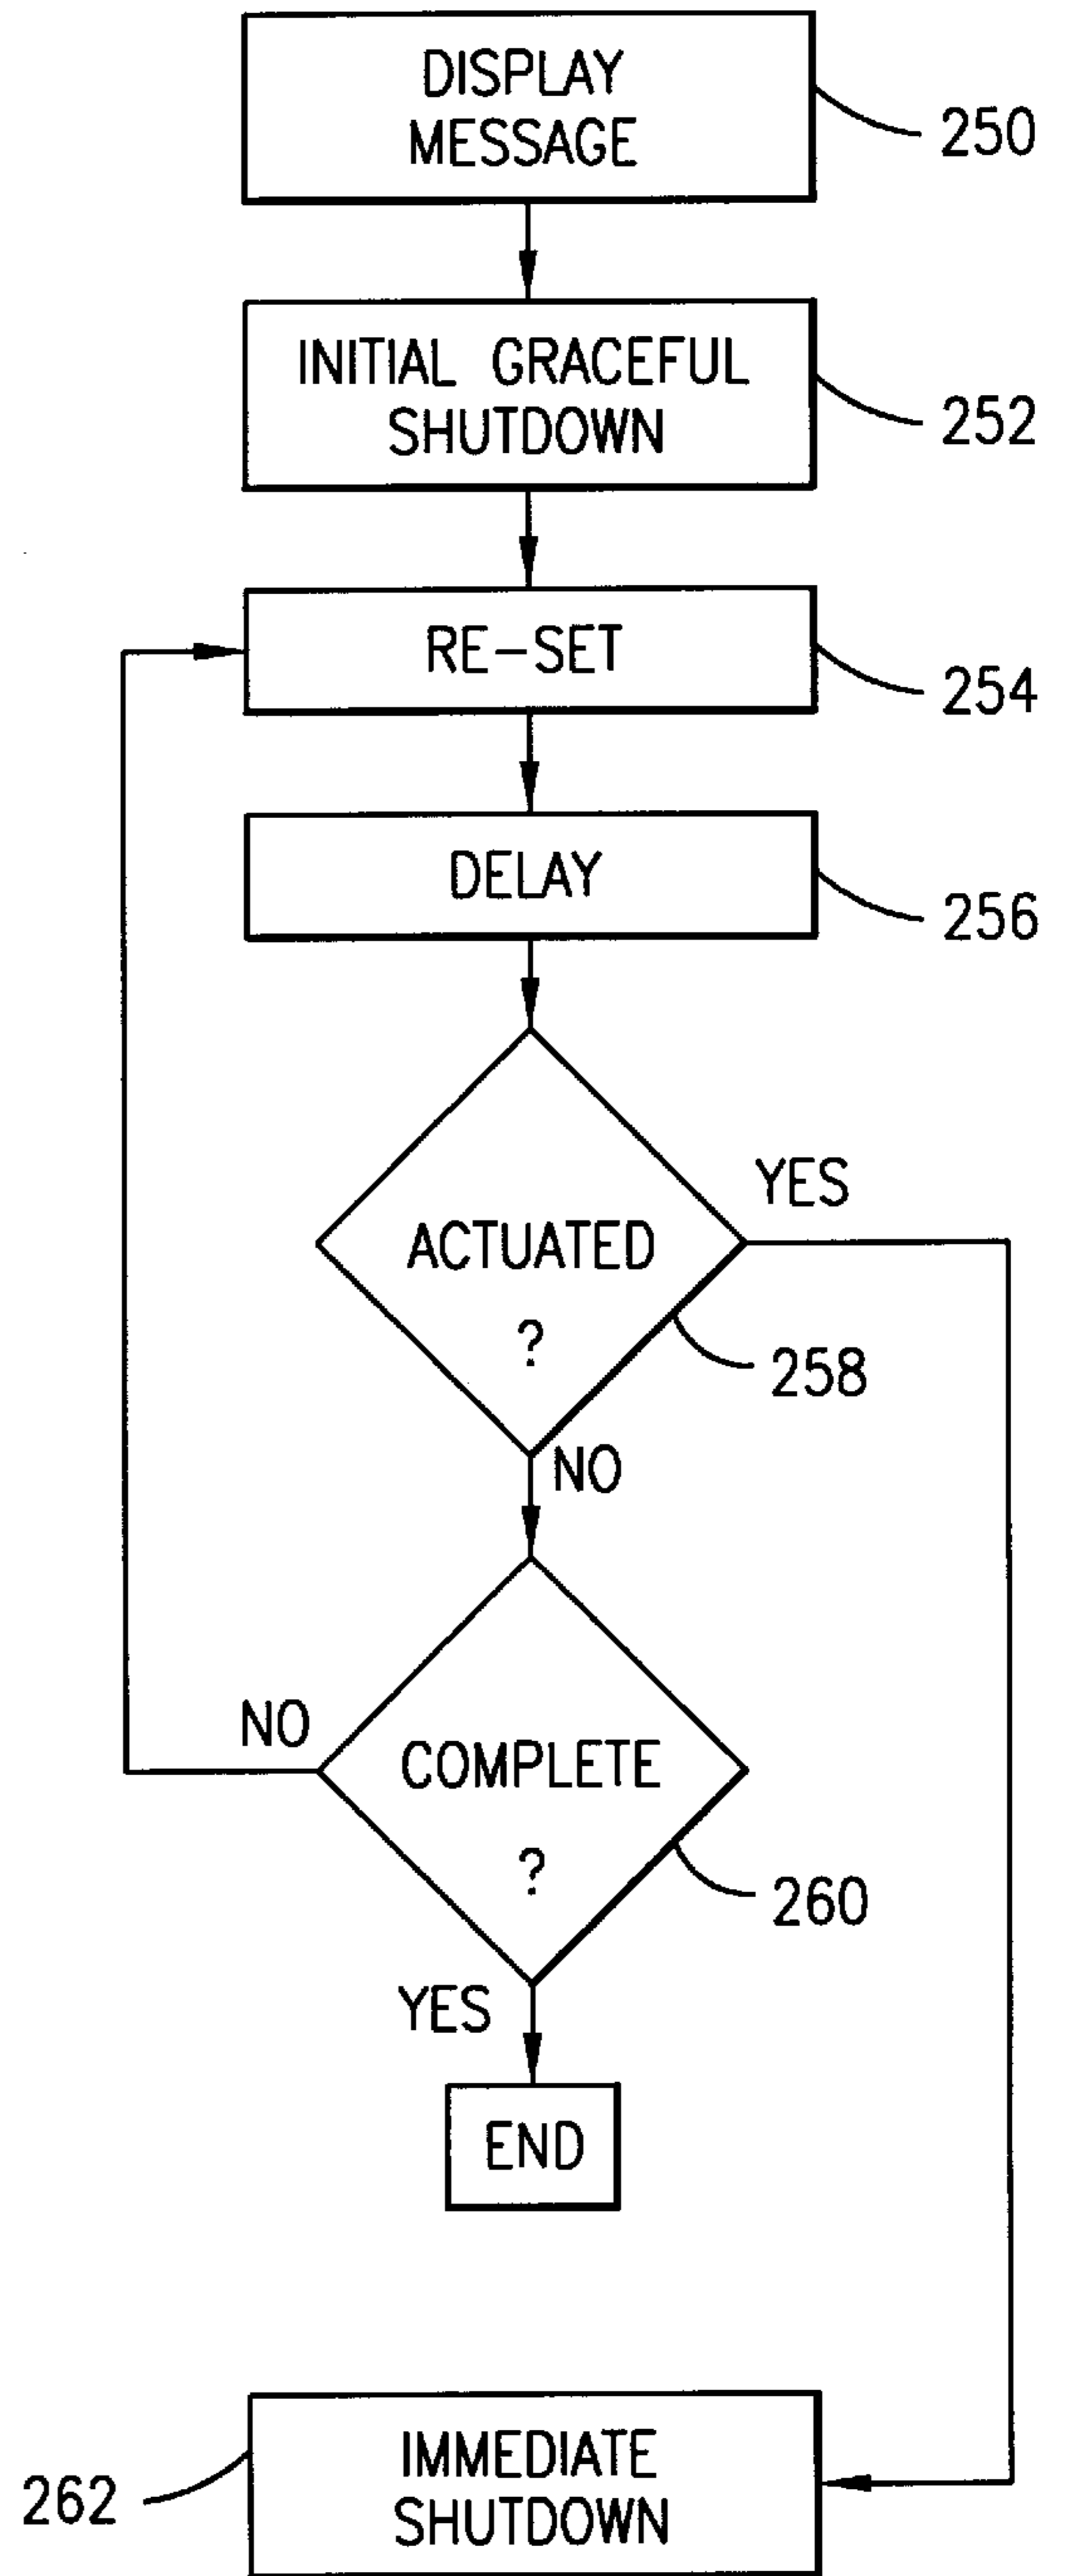 DISPLAY
MESSAGE
250
INITIAL GRACEFUL
SHUTDOWN
252
RE-SET
254
DELAY
256
YES
ACTUATED
?
258
NO
NO
COMPLETE
?
260
YES
END
IMMEDIATE
SHUTDOWN
262